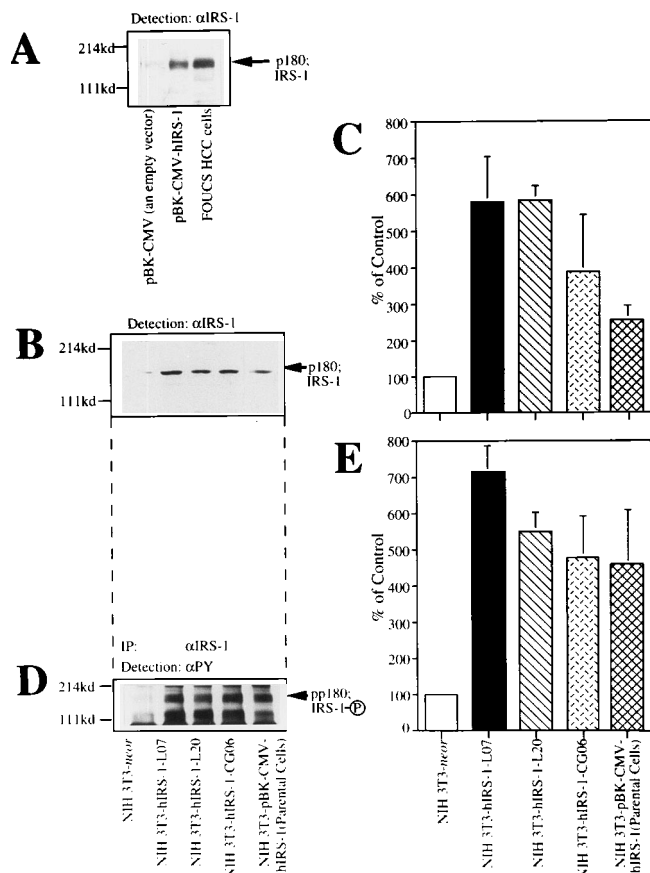 A
Detection: αIRS-1
214kd
111kd
p180;
IRS-1
pBK-CMV (an empty vector)
pBK-CMV-hIRS-1
FOUCS HCC cells
B
Detection: αIRS-1
214kd
111kd
p180;
IRS-1
IP: αIRS-1
Detection: αPY
D
214kd
111kd
pp180;
IRS-1-P
NIH 3T3-neor
NIH 3T3-hIRS-1-L07
NIH 3T3-hIRS-1-L20
NIH 3T3-hIRS-1-CG06
NIH 3T3-pBK-CMV-
hIRS-1(Parental Cells)
C
% of Control
800
700
600
500
400
300
200
100
0
E
% of Control
800
700
600
500
400
300
200
100
0
NIH 3T3-neor
NIH 3T3-hIRS-1-L07
NIH 3T3-hIRS-1-L20
NIH 3T3-hIRS-1-CG06
NIH 3T3-pBK-CMV-
hIRS-1(Parental Cells)